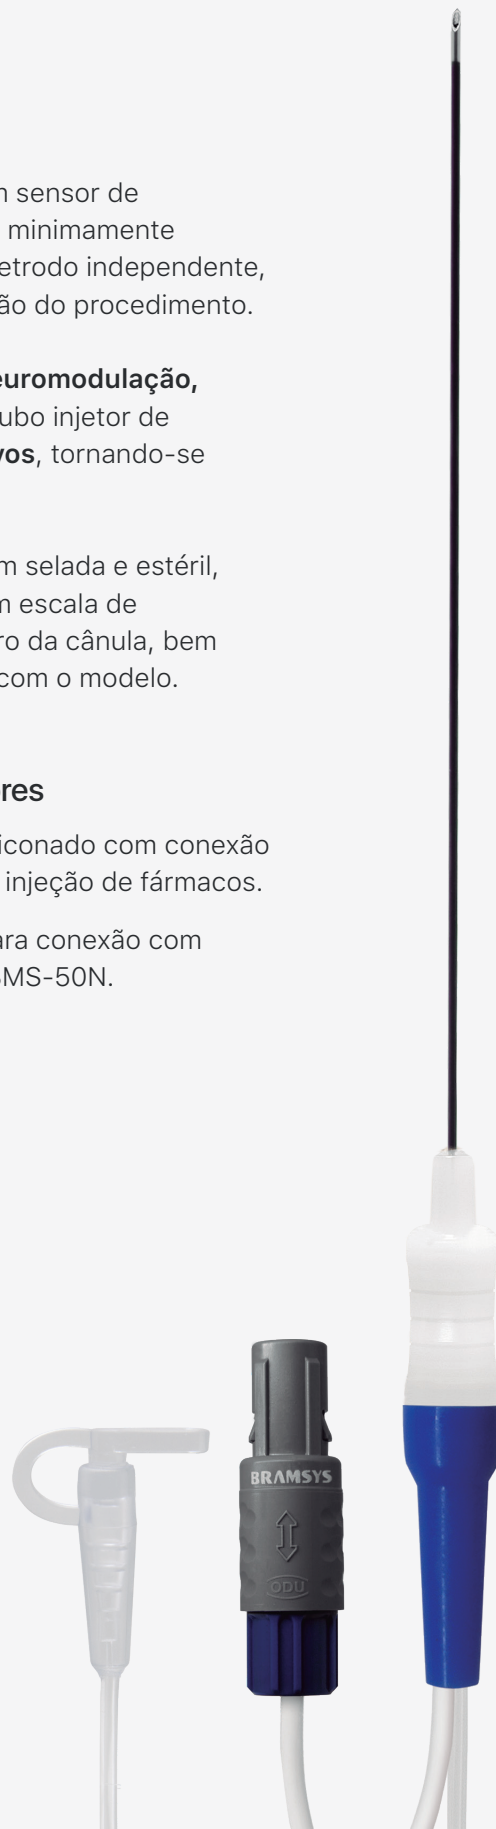 sensor de
minimamente
etrodo independente,
ão do procedimento.
euromodulação,
ubo injetor de
vos, tornando-se
m selada e estéril,
m escala de
ro da cânula, bem
com o modelo.
res
iconado com conexão
injeção de fármacos.
ara conexão com
SMS-50N.
BRAMSYS
ODU